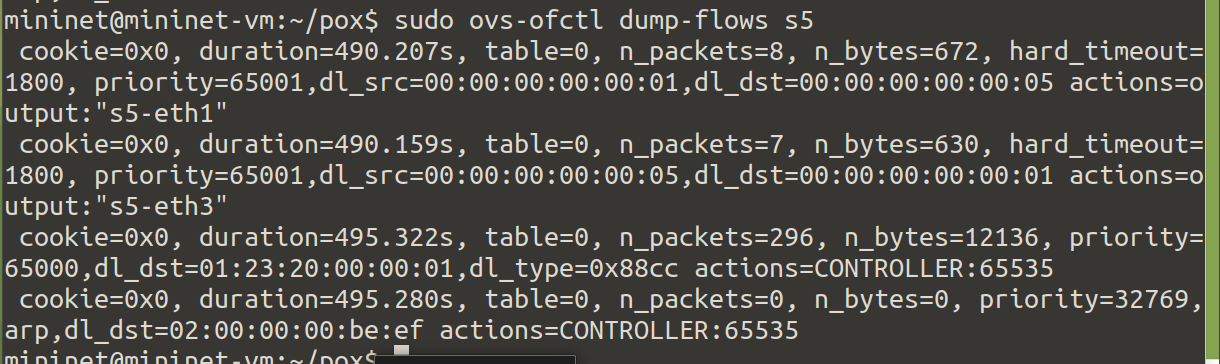 mininet@mininet-vm:~/pox$ sudo ovs-ofctl dump-flows s5
 cookie=0x0, duration=490.207s, table=0, n_packets=8, n_bytes=672, hard_timeout=
1800, priority=65001,dl_src=00:00:00:00:00:01,dl_dst=00:00:00:00:00:05 actions=o
utput:"s5-eth1"
 cookie=0x0, duration=490.159s, table=0, n_packets=7, n_bytes=630, hard_timeout=
1800, priority=65001,dl_src=00:00:00:00:00:05,dl_dst=00:00:00:00:00:01 actions=o
utput:"s5-eth3"
 cookie=0x0, duration=495.322s, table=0, n_packets=296, n_bytes=12136, priority=
65000,dl_dst=01:23:20:00:00:01,dl_type=0x88cc actions=CONTROLLER:65535
 cookie=0x0, duration=495.280s, table=0, n_packets=0, n_bytes=0, priority=32769,
arp,dl_dst=02:00:00:00:be:ef actions=CONTROLLER:65535
mininet@mininet-vm:~/pox$